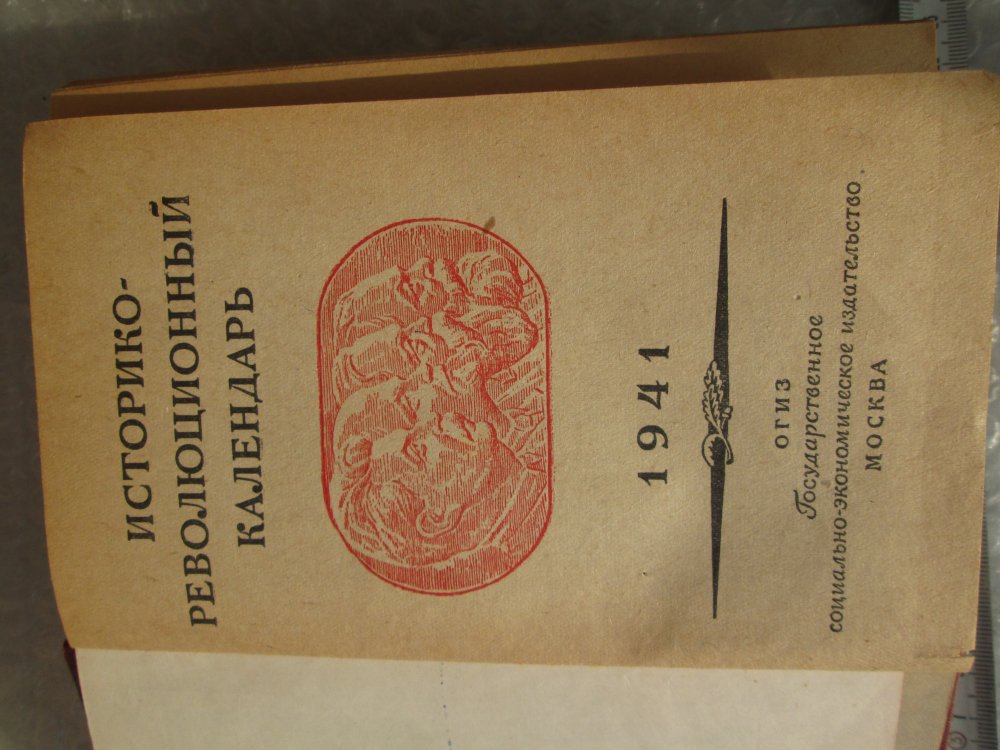 ИСТОРИКО-
РЕВОЛЮЦИОННЫЙ
КАЛЕНДАРЬ
1941
ОГИЗ
Государственное
социально-экономическое издательство
МОСКВА